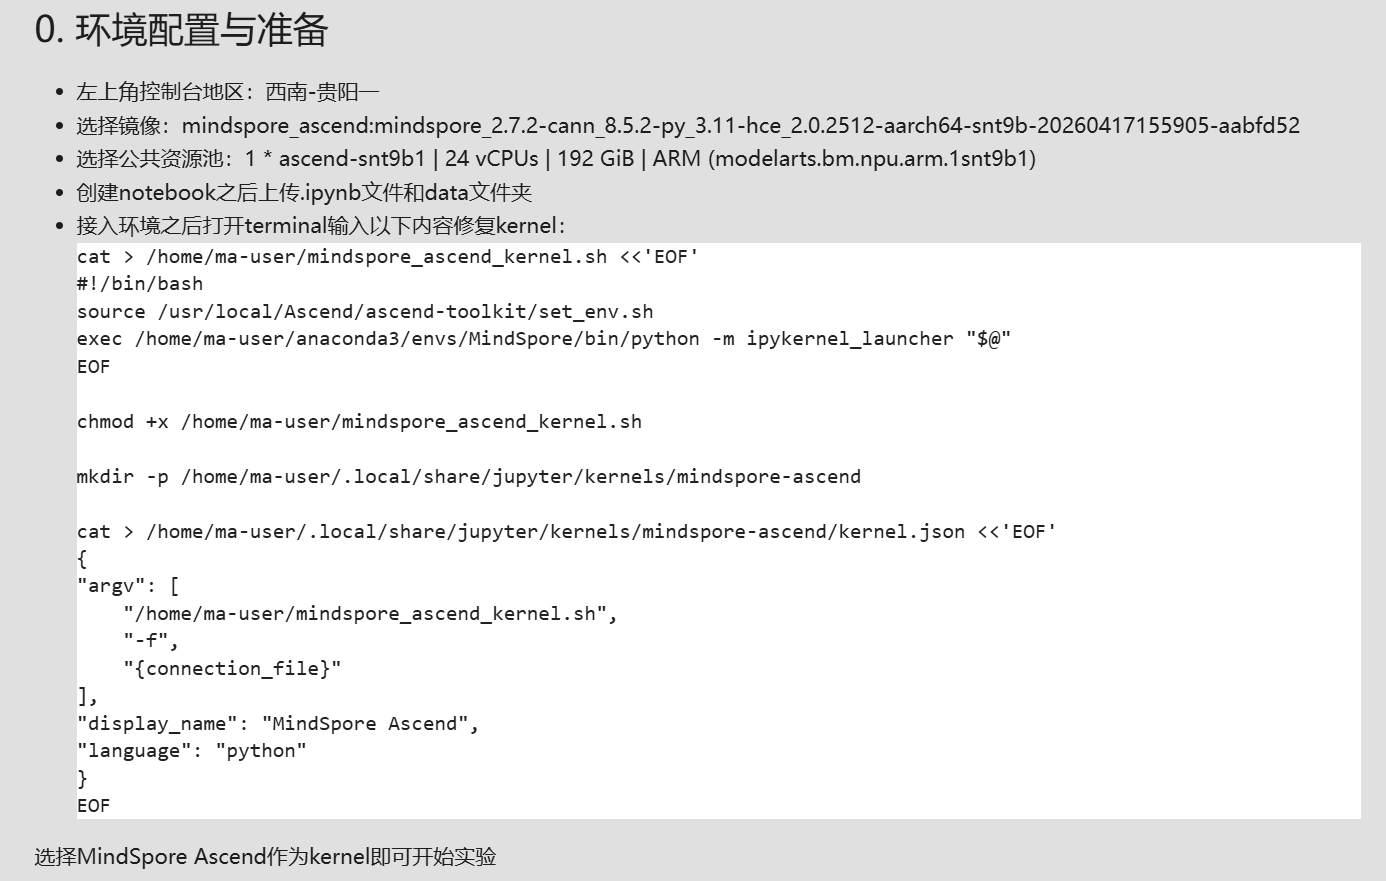 0. 环境配置与准备
• 左上角控制台地区：西南-贵阳一
• 选择镜像：mindspore_ascend:mindspore_2.7.2-cann_8.5.2-py_3.11-hce_2.0.2512-aarch64-snt9b-20260417155905-aabfd52
• 选择公共资源池：1 * ascend-snt9b1 | 24 vCPUs | 192 GiB | ARM (modelarts.bm.npu.arm.1snt9b1)
• 创建notebook之后上传.ipynb文件和data文件夹
• 接入环境之后打开terminal输入以下内容修复kernel：
cat > /home/ma-user/mindspore_ascend_kernel.sh <<'EOF'
#!/bin/bash
source /usr/local/Ascend/ascend-toolkit/set_env.sh
exec /home/ma-user/anaconda3/envs/MindSpore/bin/python -m ipykernel_launcher "$@"
EOF

chmod +x /home/ma-user/mindspore_ascend_kernel.sh

mkdir -p /home/ma-user/.local/share/jupyter/kernels/mindspore-ascend

cat > /home/ma-user/.local/share/jupyter/kernels/mindspore-ascend/kernel.json <<'EOF'
{
"argv": [
    "/home/ma-user/mindspore_ascend_kernel.sh",
    "-f",
    "{connection_file}"
],
"display_name": "MindSpore Ascend",
"language": "python"
}
EOF
选择MindSpore Ascend作为kernel即可开始实验